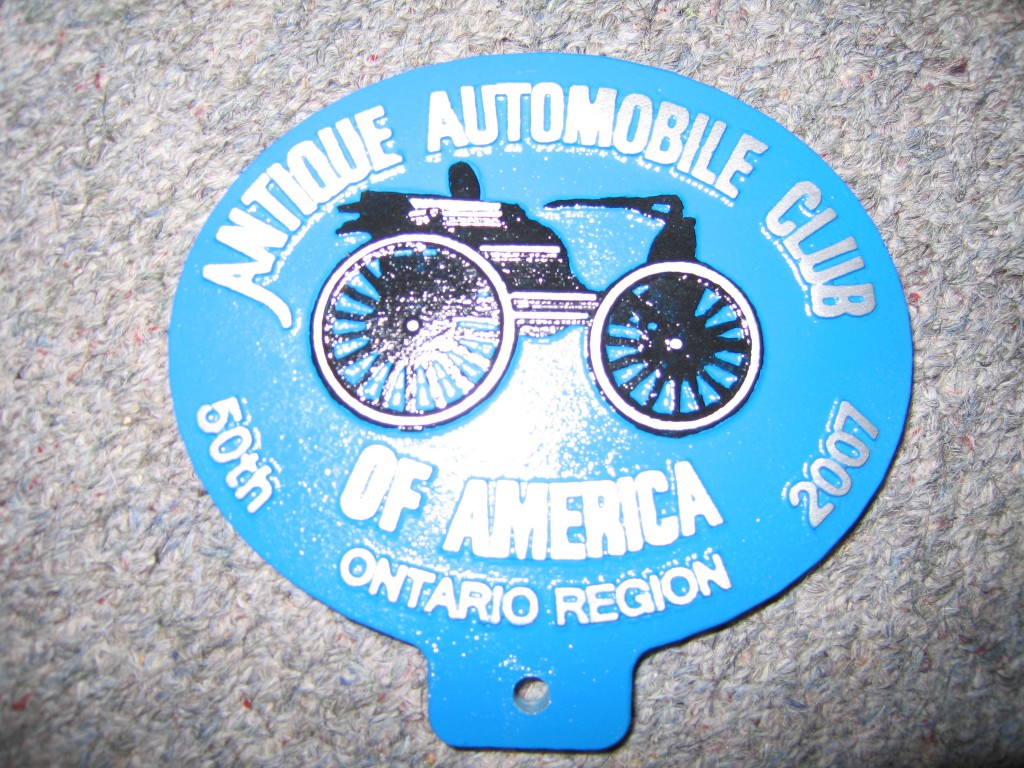 ANTIQUE AUTOMOBILE CLUB
50th
2007
OF AMERICA
ONTARIO REGION